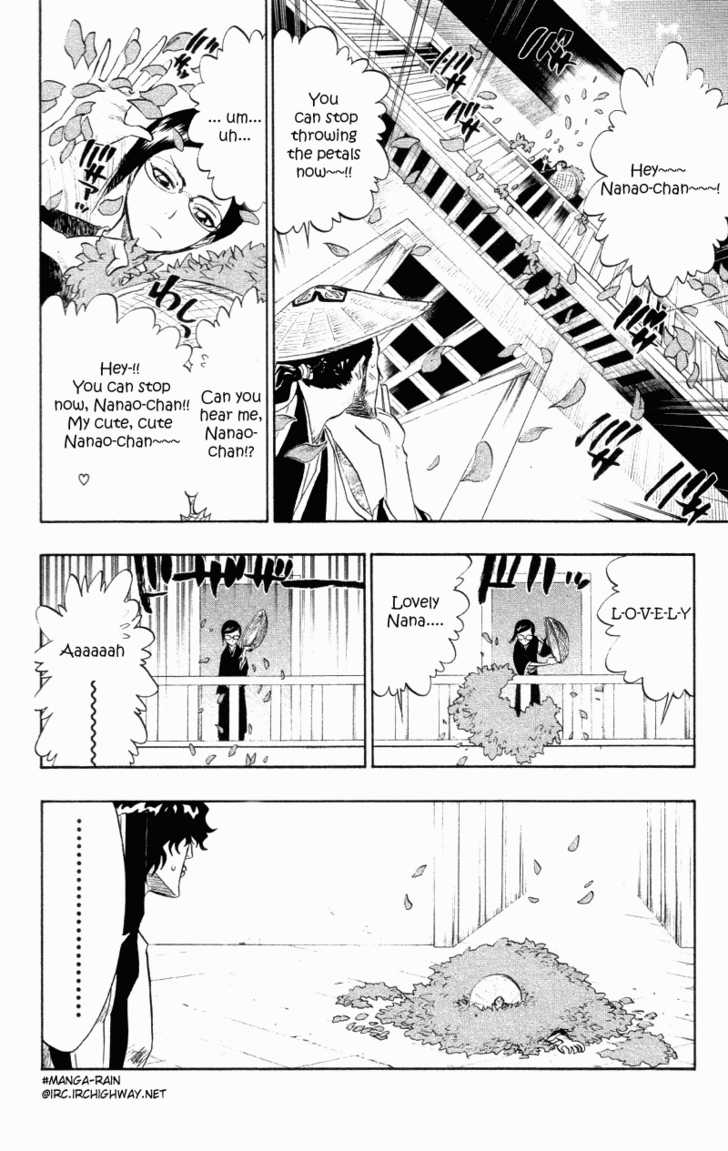 Hey~~~
Nanao-chan~~~!
You
can stop
throwing
the petals
now~~!!
... um...
uh...
Can you
hear me,
Nanao-
chan!?
Hey-!!
You can stop
now, Nanao-chan!!
My cute, cute
Nanao-chan~~~
♡
L-O-V-E-L-Y
Lovely
Nana....
Aaaaaah
#MANGA-RAIN
@IRC.IRCHIGHWAY.NET